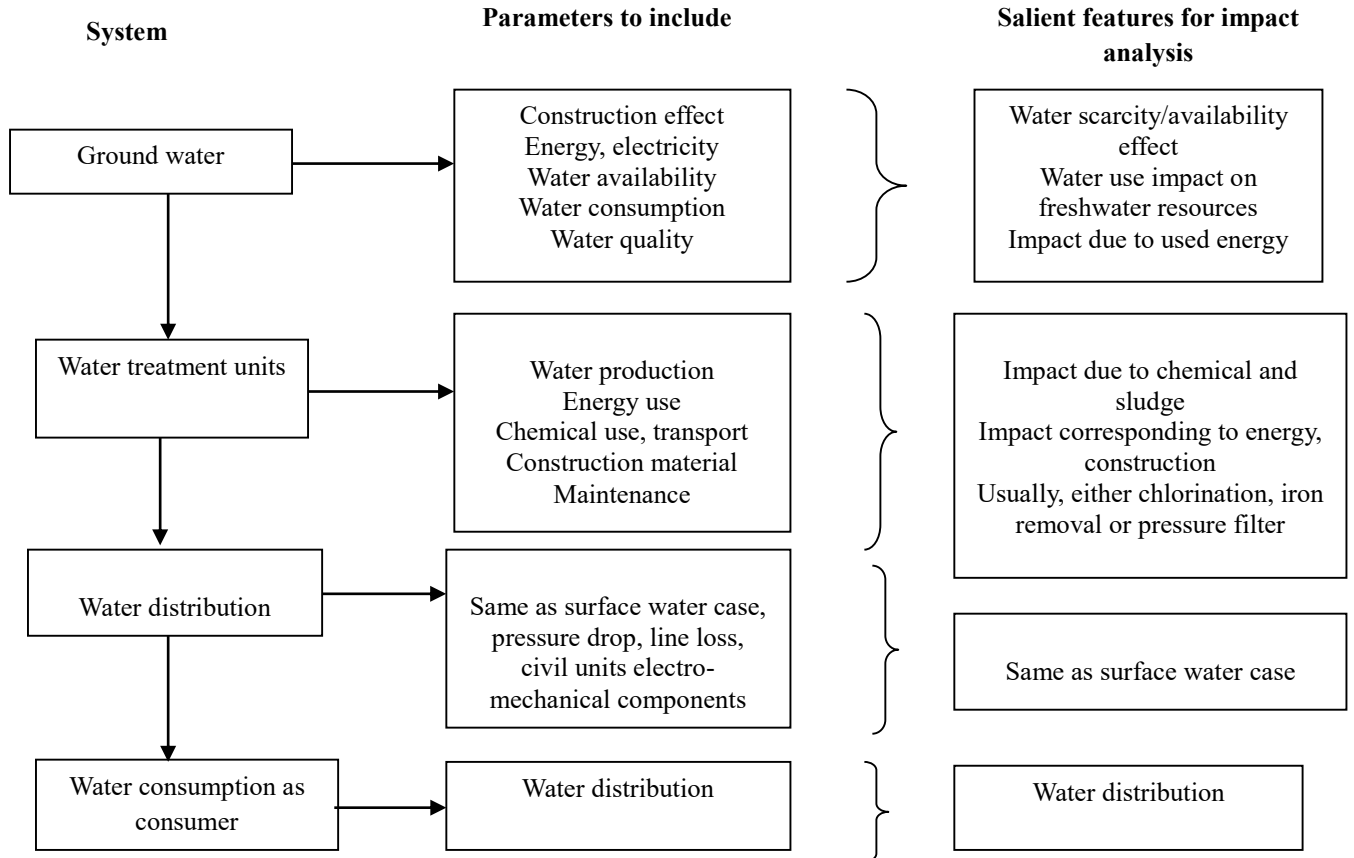 System
Parameters to include
Salient features for impact
analysis
Ground water
Construction effect
Energy, electricity
Water availability
Water consumption
Water quality
Water scarcity/availability
effect
Water use impact on
freshwater resources
Impact due to used energy
Water treatment units
Water production
Energy use
Chemical use, transport
Construction material
Maintenance
Impact due to chemical and
sludge
Impact corresponding to energy,
construction
Usually, either chlorination, iron
removal or pressure filter
Water distribution
Same as surface water case,
pressure drop, line loss,
civil units electro-
mechanical components
Same as surface water case
Water consumption as
consumer
Water distribution
Water distribution